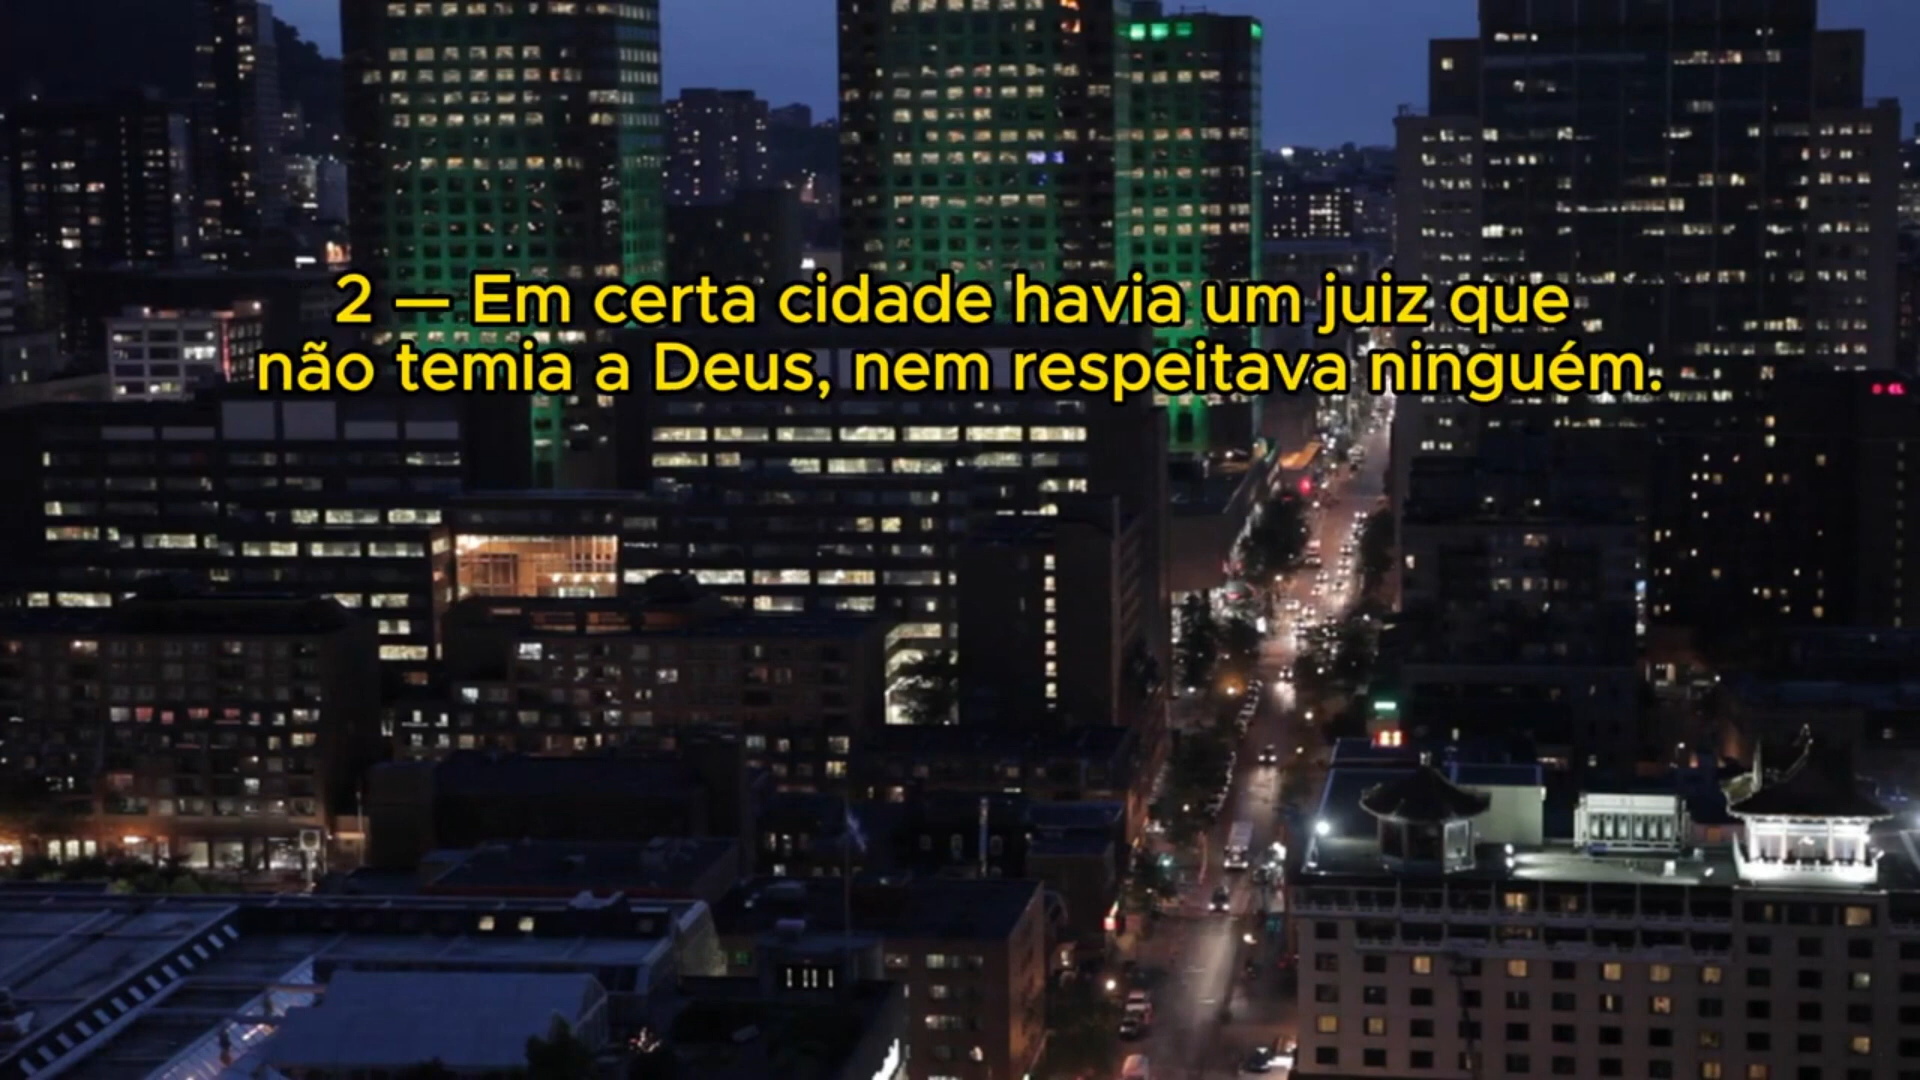 2 — Em certa cidade havia um juiz que
não temia a Deus, nem respeitava ninguém.